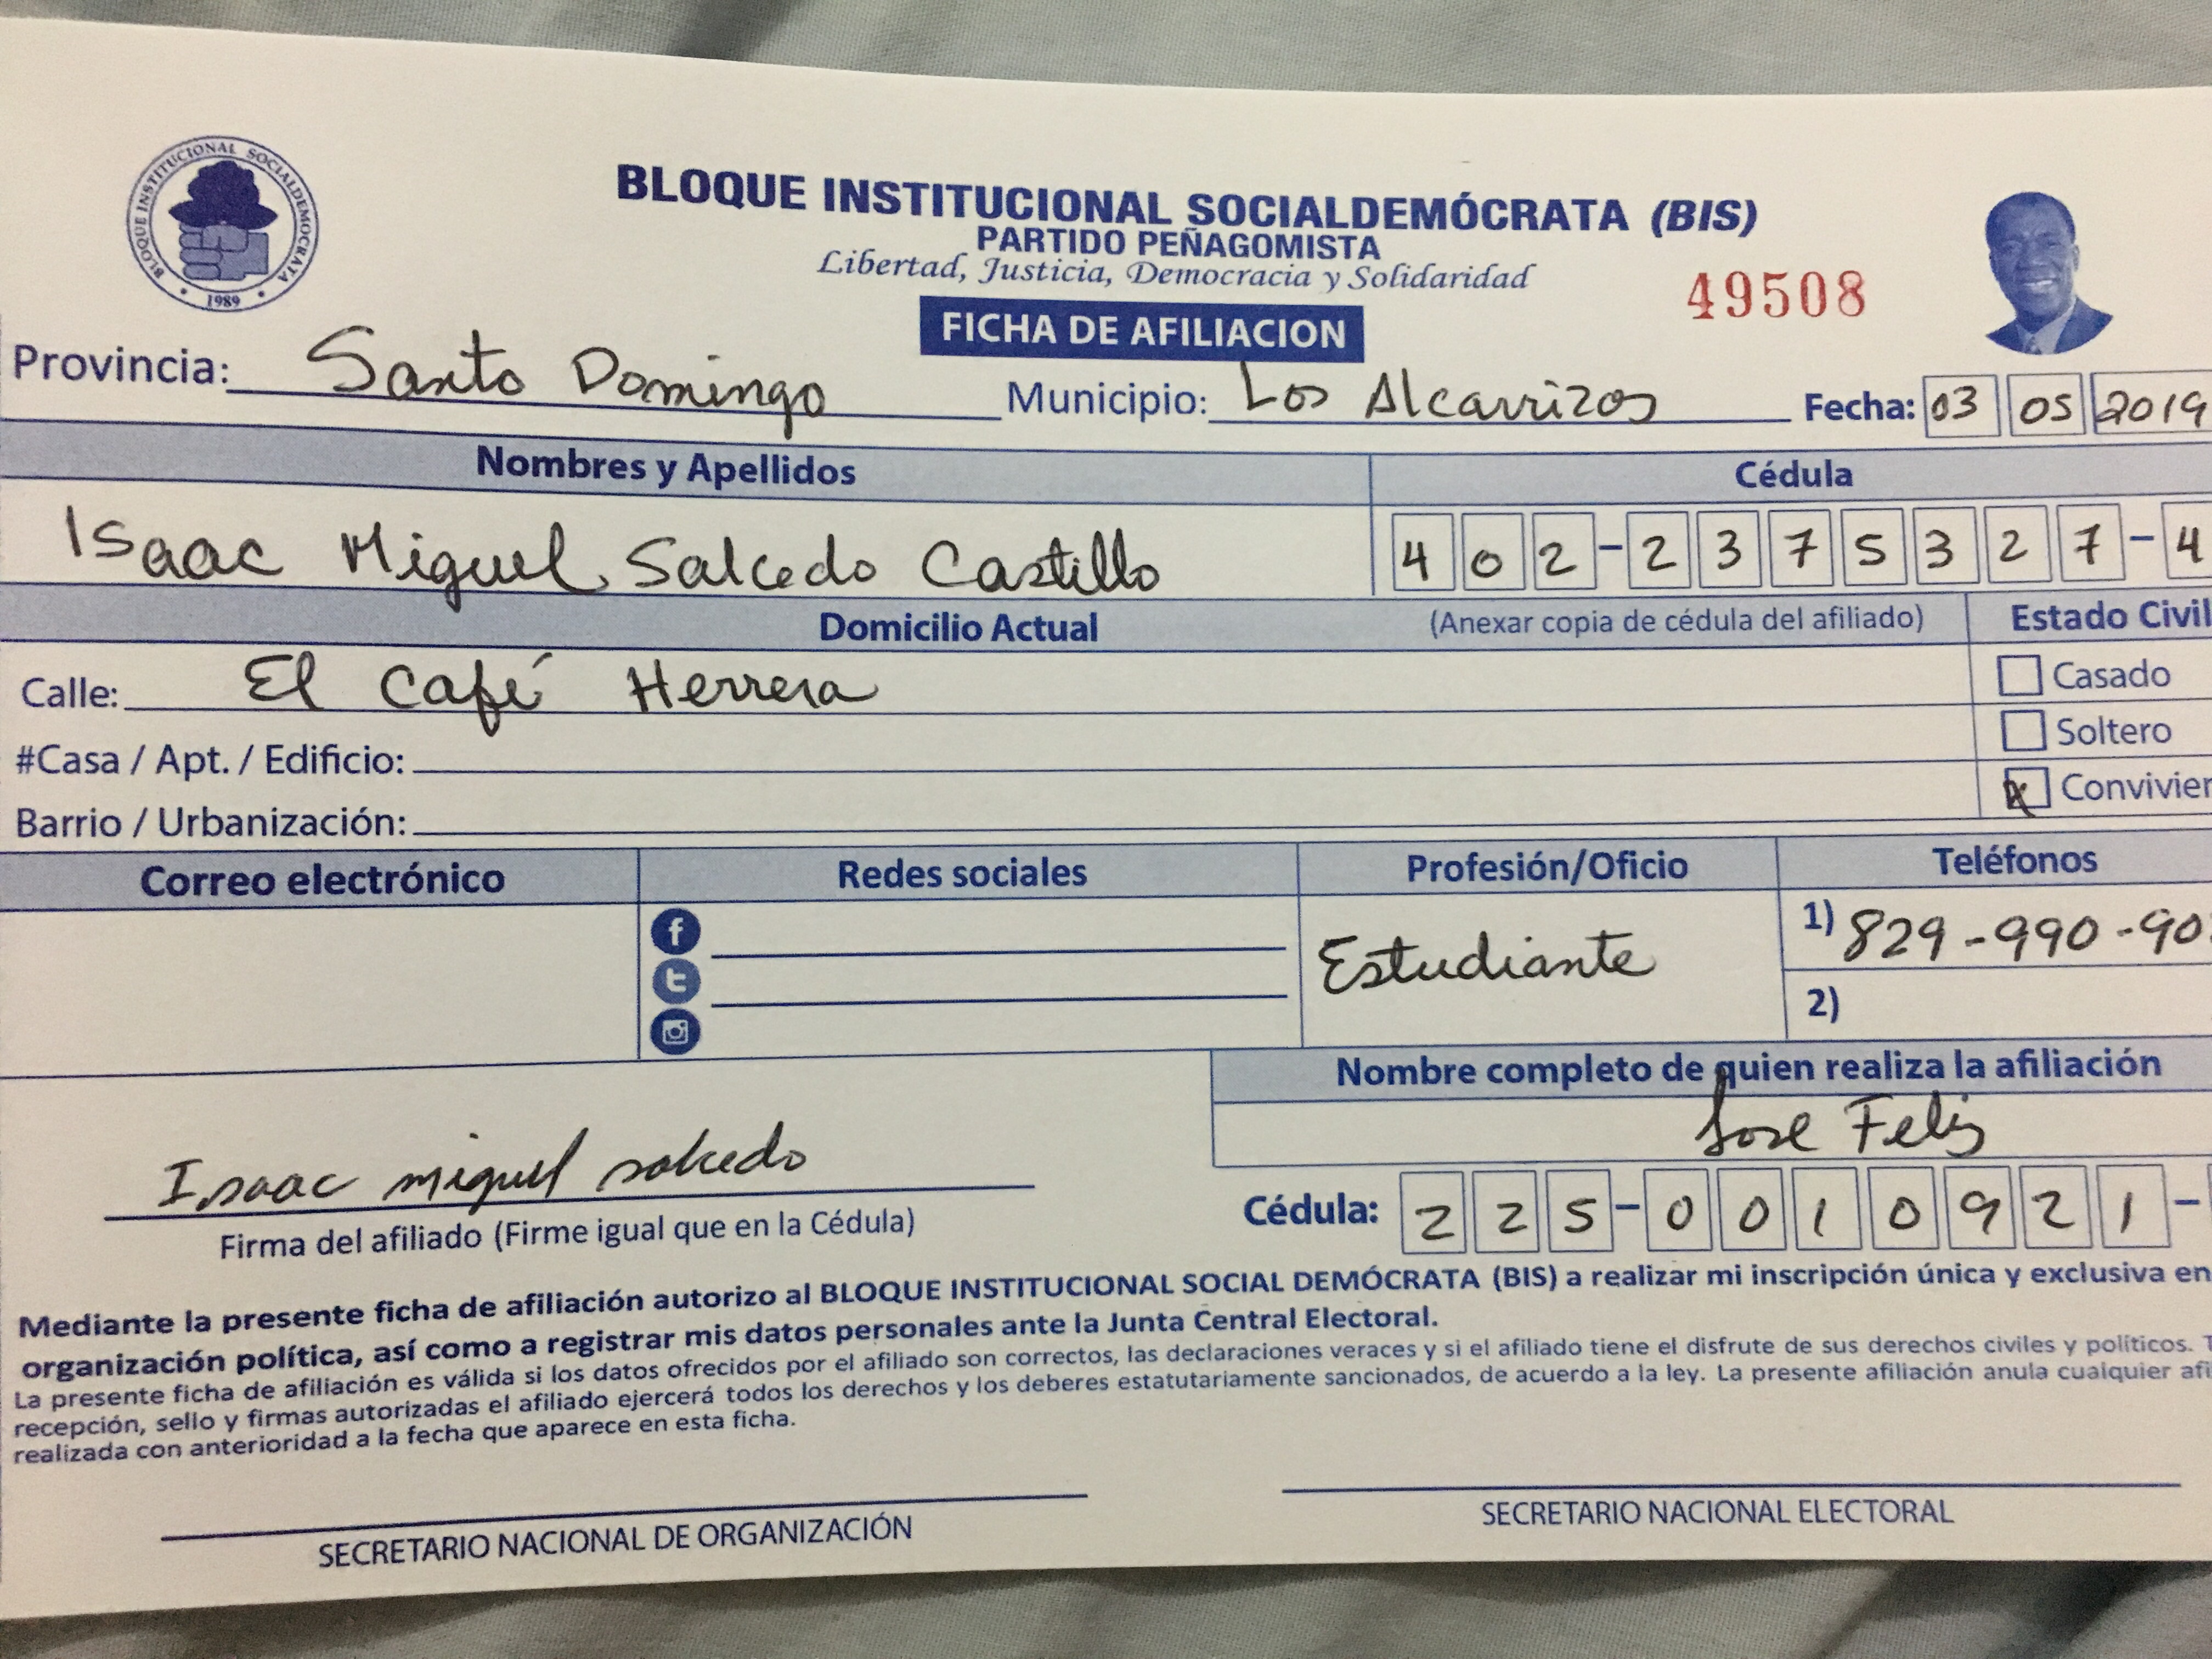 BLOQUE INSTITUCIONAL SOCIALDEMOCRATA
1989
BLOQUE INSTITUCIONAL SOCIALDEMÓCRATA (BIS)
PARTIDO PEÑAGOMISTA
Libertad, Justicia, Democracia y Solidaridad
49508
FICHA DE AFILIACION
Provincia: Santo Domingo Municipio: Los Alcarrizos Fecha: 03 05 2019
Nombres y Apellidos Cédula
Isaac Miguel Salcedo Castillo 402-2375327-4
Domicilio Actual (Anexar copia de cédula del afiliado) Estado Civil
Calle: El Café Herrera
Casado
Soltero
#Casa / Apt. / Edificio:
X Convivien
Barrio / Urbanización:
Correo electrónico Redes sociales Profesión/Oficio Teléfonos
Estudiante
1) 829-990-90
2)
Nombre completo de quien realiza la afiliación
Jose Feliz
Isaac miguel salcedo
Firma del afiliado (Firme igual que en la Cédula)
Cédula: 225-0010921-
Mediante la presente ficha de afiliación autorizo al BLOQUE INSTITUCIONAL SOCIAL DEMÓCRATA (BIS) a realizar mi inscripción única y exclusiva en
organización política, así como a registrar mis datos personales ante la Junta Central Electoral.
La presente ficha de afiliación es válida si los datos ofrecidos por el afiliado son correctos, las declaraciones veraces y si el afiliado tiene el disfrute de sus derechos civiles y políticos. T
recepción, sello y firmas autorizadas el afiliado ejercerá todos los derechos y los deberes estatutariamente sancionados, de acuerdo a la ley. La presente afiliación anula cualquier afi
realizada con anterioridad a la fecha que aparece en esta ficha.
SECRETARIO NACIONAL DE ORGANIZACIÓN
SECRETARIO NACIONAL ELECTORAL